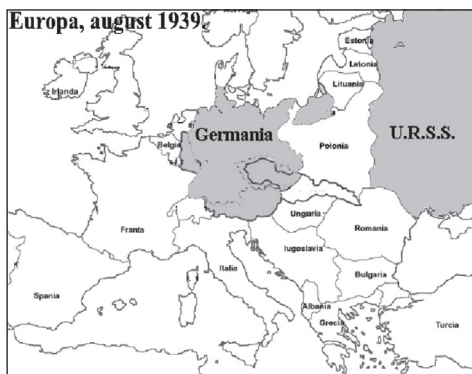 Europa, august 1939.
Norvegia
Estonia
Letonia
Lituania
Irlanda
Germania
U.R.S.S.
Belgia
Polonia
Franta
Ungaria
Romania
Iugoslavia
Italia
Bulgaria
Spania
Albania
Grecia
Turcia